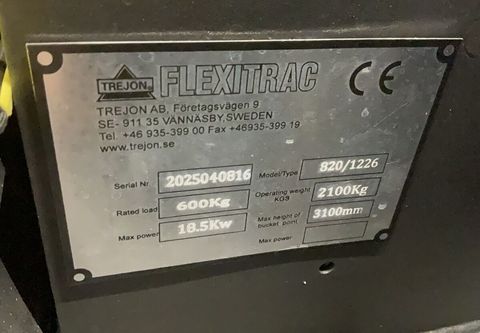 TREJON FLEXITRAC CE
TREJON AB, Företagsvägen 9
SE- 911 35 VÄNNÄSBY,SWEDEN
Tel. +46 935-399 00 Fax +46935-399 19
www.trejon.se
Serial Nr 2025040816 Model/Type 820/1226
Rated load 600Kg Operating weight KGS 2100Kg
Max power 18.5Kw Max height of bucket point 3100mm
Max power